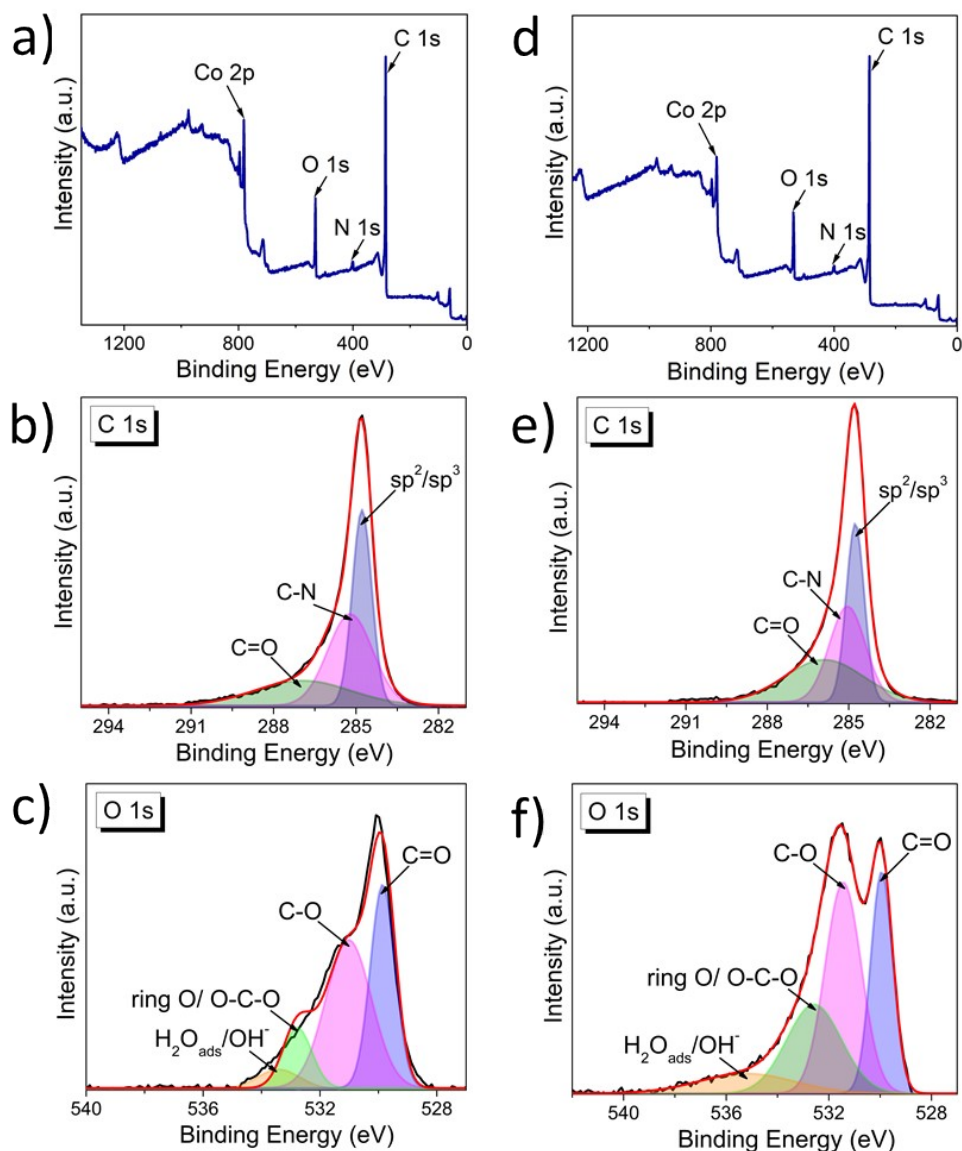 a)
C 1s
Co 2p
O 1s
N 1s
Intensity (a.u.)
1200 800 400 0
Binding Energy (eV)
d)
C 1s
Co 2p
O 1s
N 1s
Intensity (a.u.)
1200 800 400 0
Binding Energy (eV)
b)
C 1s
sp²/sp³
C-N
C=O
Intensity (a.u.)
294 291 288 285 282
Binding Energy (eV)
e)
C 1s
sp²/sp³
C-N
C=O
Intensity (a.u.)
294 291 288 285 282
Binding Energy (eV)
c)
O 1s
C=O
C-O
ring O/ O-C-O
H₂Oₐdₛ/OH⁻
Intensity (a.u.)
540 536 532 528
Binding Energy (eV)
f)
O 1s
C-O
C=O
ring O/ O-C-O
H₂Oₐdₛ/OH⁻
Intensity (a.u.)
540 536 532 528
Binding Energy (eV)